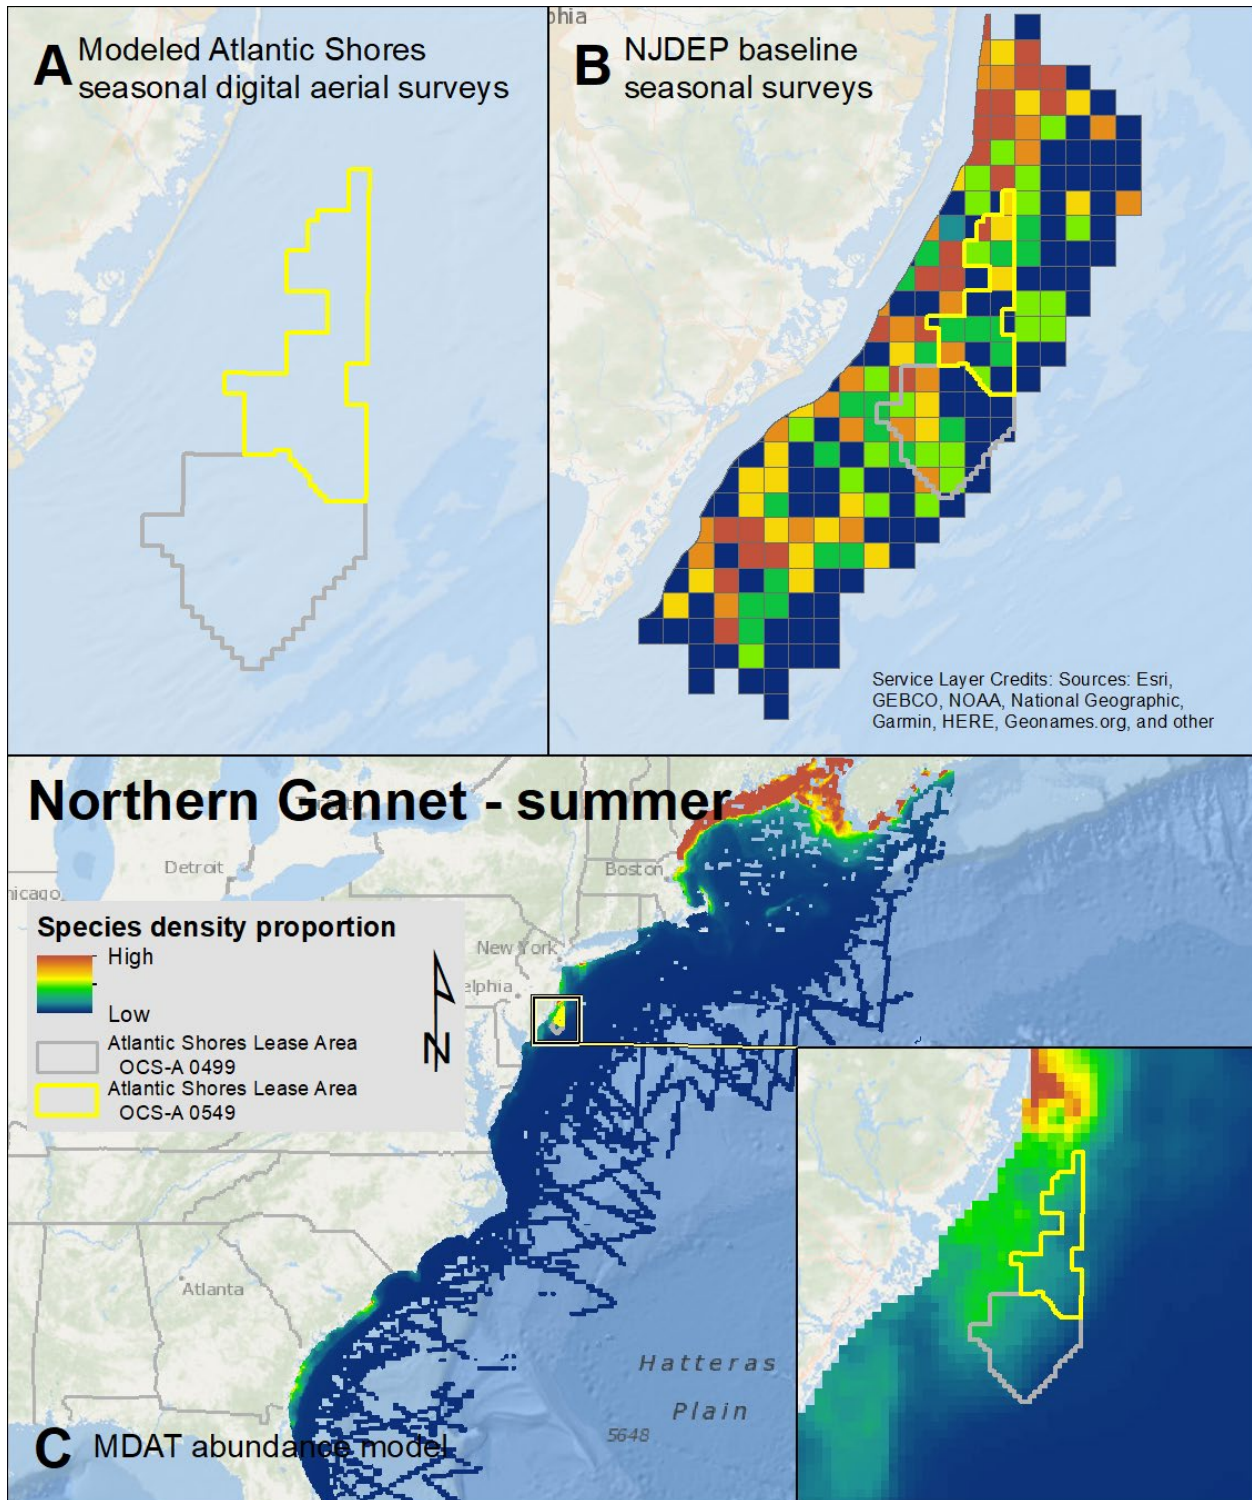 phia
A Modeled Atlantic Shores
seasonal digital aerial surveys
B NJDEP baseline
seasonal surveys
Service Layer Credits: Sources: Esri,
GEBCO, NOAA, National Geographic,
Garmin, HERE, Geonames.org, and other
Northern Gannet - summer
Detroit
Boston
hicago
Species density proportion
High
Low
Atlantic Shores Lease Area
OCS-A 0499
Atlantic Shores Lease Area
OCS-A 0549
N
New York
elphia
Atlanta
Hatteras
Plain
5648
C MDAT abundance model